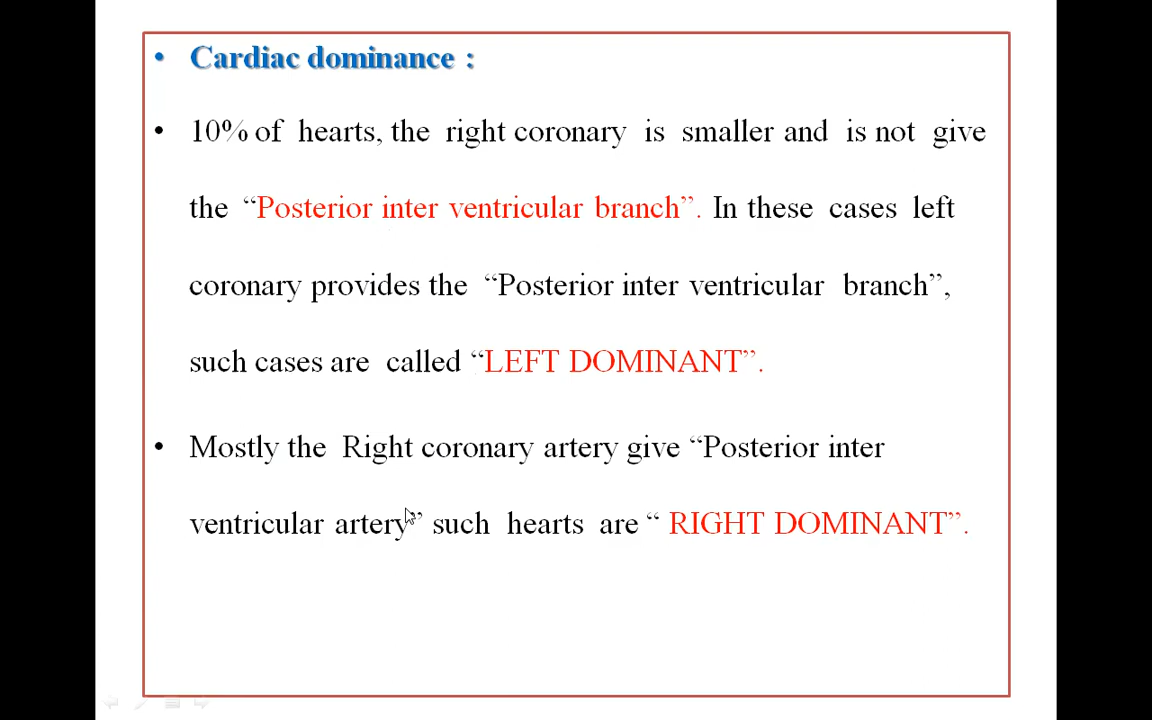 • Cardiac dominance :
• 10% of hearts, the right coronary is smaller and is not give
the “Posterior inter ventricular branch”. In these cases left
coronary provides the “Posterior inter ventricular branch”,
such cases are called “LEFT DOMINANT”.
• Mostly the Right coronary artery give “Posterior inter
ventricular artery” such hearts are “ RIGHT DOMINANT”.